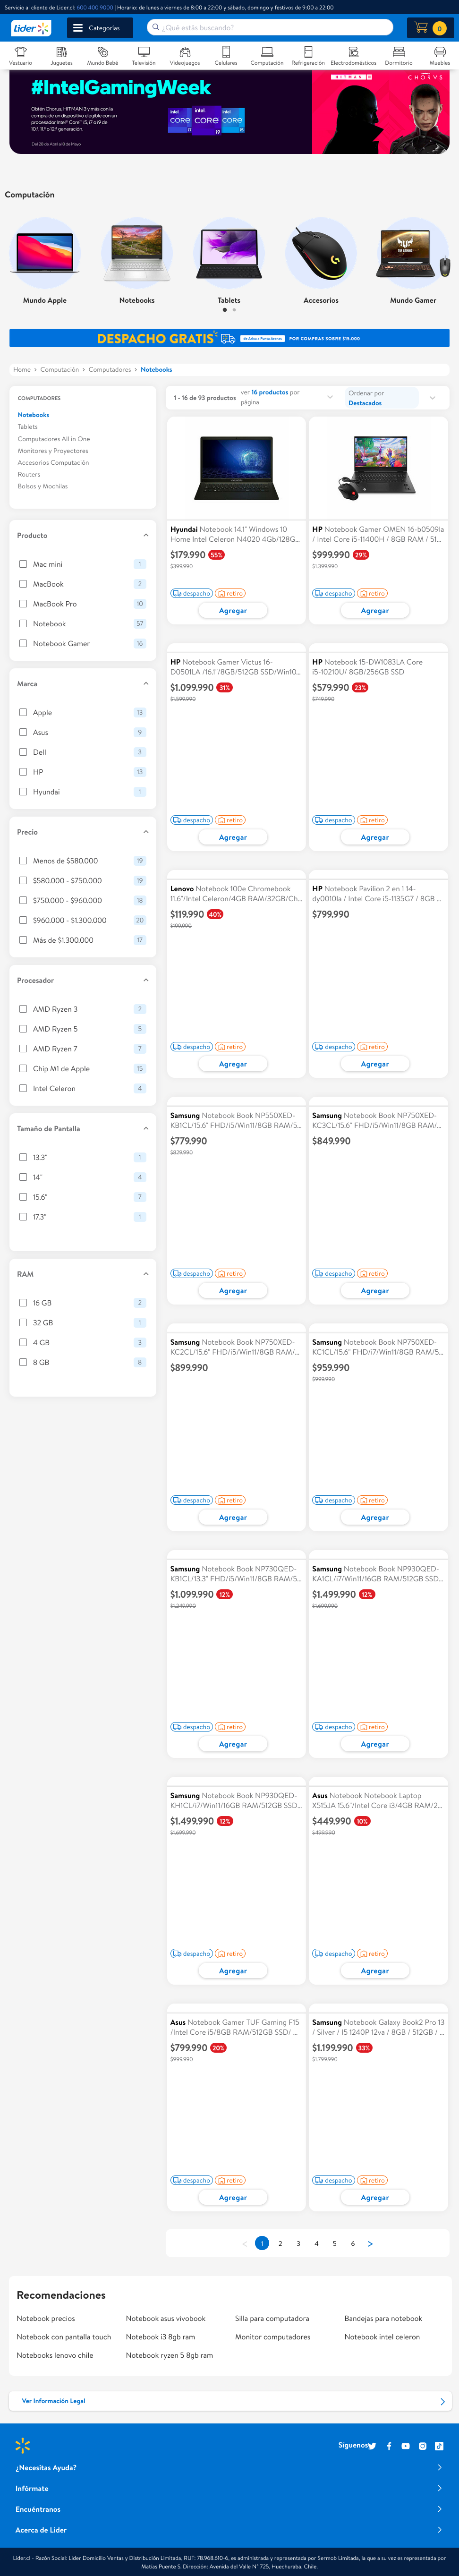 Servicio al cliente de Lider.cl: 600 400 9000 | Horario: de lunes a viernes de 8:00 a 22:00 y sábado, domingo y festivos de 9:00 a 22:00
Lider
Categorías
¿Qué estás buscando?
0
Vestuario
Juguetes
Mundo Bebé
Televisión
Videojuegos
Celulares
Computación
Refrigeración
Electrodomésticos
Dormitorio
Muebles
#IntelGamingWeek
Obtén Chorus, HITMAN 3 y más con la
compra de un dispositivo elegible con un
procesador Intel® Core™ i5, i7 o i9 de
10.ª, 11.ª o 12.ª generación.
Del 28 de Abril al 8 de Mayo
intel CORE i7
intel CORE i9
intel CORE i5
HITMAN III
CHORVS
Computación
Mundo Apple
Notebooks
Tablets
Accesorios
Mundo Gamer
DESPACHO GRATIS*
de Arica a Punta Arenas
POR COMPRAS SOBRE $15.000
Home > Computación > Computadores > Notebooks
COMPUTADORES
Notebooks
Tablets
Computadores All in One
Monitores y Proyectores
Accesorios Computación
Routers
Bolsos y Mochilas
Producto
Mac mini 1
MacBook 2
MacBook Pro 10
Notebook 57
Notebook Gamer 16
Marca
Apple 13
Asus 9
Dell 3
HP 13
Hyundai 1
Precio
Menos de $580.000 19
$580.000 - $750.000 19
$750.000 - $960.000 18
$960.000 - $1.300.000 20
Más de $1.300.000 17
Procesador
AMD Ryzen 3 2
AMD Ryzen 5 5
AMD Ryzen 7 7
Chip M1 de Apple 15
Intel Celeron 4
Tamaño de Pantalla
13.3" 1
14" 4
15.6" 7
17.3" 1
RAM
16 GB 2
32 GB 1
4 GB 3
8 GB 8
1 - 16 de 93 productos
ver 16 productos por
página
Ordenar por
Destacados
Hyundai Notebook 14.1" Windows 10
Home Intel Celeron N4020 4Gb/128G...
$179.990 55%
$399.990
despacho retiro
Agregar
HP Notebook Gamer OMEN 16-b0509la
/ Intel Core i5-11400H / 8GB RAM / 51...
$999.990 29%
$1.399.990
despacho retiro
Agregar
HP Notebook Gamer Victus 16-
D0501LA /16.1"/8GB/512GB SSD/Win10...
$1.099.990 31%
$1.599.990
despacho retiro
Agregar
HP Notebook 15-DW1083LA Core
i5-10210U/ 8GB/256GB SSD
$579.990 23%
$749.990
despacho retiro
Agregar
Lenovo Notebook 100e Chromebook
11.6"/Intel Celeron/4GB RAM/32GB/Ch...
$119.990 40%
$199.990
despacho retiro
Agregar
HP Notebook Pavilion 2 en 1 14-
dy0010la / Intel Core i5-1135G7 / 8GB ...
$799.990
despacho retiro
Agregar
Samsung Notebook Book NP550XED-
KB1CL/15.6" FHD/i5/Win11/8GB RAM/5...
$779.990
$829.990
despacho retiro
Agregar
Samsung Notebook Book NP750XED-
KC3CL/15.6" FHD/i5/Win11/8GB RAM/...
$849.990
despacho retiro
Agregar
Samsung Notebook Book NP750XED-
KC2CL/15,6" FHD/i5/Win11/8GB RAM/...
$899.990
despacho retiro
Agregar
Samsung Notebook Book NP750XED-
KC1CL/15,6" FHD/i7/Win11/8GB RAM/5...
$959.990
$999.990
despacho retiro
Agregar
Samsung Notebook Book NP730QED-
KB1CL/13.3" FHD/i5/Win11/8GB RAM/5...
$1.099.990 12%
$1.249.990
despacho retiro
Agregar
Samsung Notebook Book NP930QED-
KA1CL/i7/Win11/16GB RAM/512GB SSD...
$1.499.990 12%
$1.699.990
despacho retiro
Agregar
Samsung Notebook Book NP930QED-
KH1CL/i7/Win11/16GB RAM/512GB SSD...
$1.499.990 12%
$1.699.990
despacho retiro
Agregar
Asus Notebook Notebook Laptop
X515JA 15,6"/Intel Core i3/4GB RAM/2...
$449.990 10%
$499.990
despacho retiro
Agregar
Asus Notebook Gamer TUF Gaming F15
/Intel Core i5/8GB RAM/512GB SSD/ ...
$799.990 20%
$999.990
despacho retiro
Agregar
Samsung Notebook Galaxy Book2 Pro 13
/ Silver / I5 1240P 12va / 8GB / 512GB / ...
$1.199.990 33%
$1.799.990
despacho retiro
Agregar
< 1 2 3 4 5 6 >
Recomendaciones
Notebook precios
Notebook asus vivobook
Silla para computadora
Bandejas para notebook
Notebook con pantalla touch
Notebook i3 8gb ram
Monitor computadores
Notebook intel celeron
Notebooks lenovo chile
Notebook ryzen 5 8gb ram
Ver Información Legal
Síguenos
¿Necesitas Ayuda?
Infórmate
Encuéntranos
Acerca de Lider
Lider.cl - Razón Social: Lider Domicilio Ventas y Distribución Limitada, RUT: 78.968.610-6, es administrada y representada por Sermob Limitada, la que a su vez es representada por
Matías Puente S. Dirección: Avenida del Valle N° 725, Huechuraba, Chile.